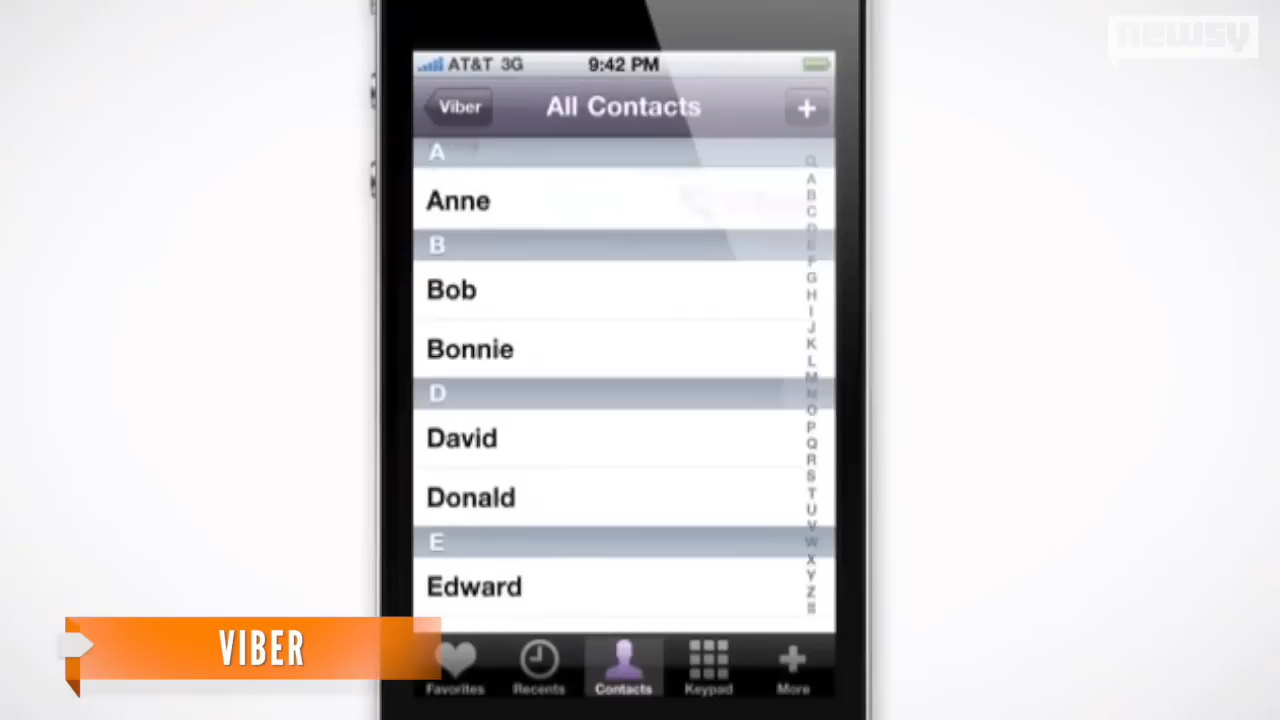 newsy
AT&T 3G 9:42 PM
Viber All Contacts +
A
Anne
B
Bob
Bonnie
D
David
Donald
E
Edward
A
B
C
D
E
F
G
H
I
J
K
L
M
N
O
P
Q
R
S
T
U
V
W
X
Y
Z
VIBER
Favorites Recents Contacts Keypad More